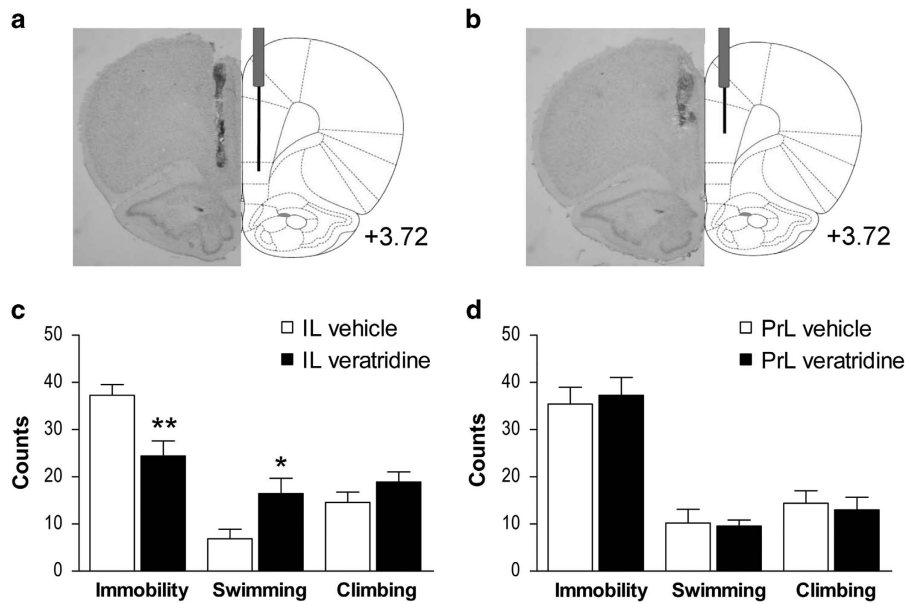 a
b
+3.72
+3.72
c
d
50
40
30
20
10
0
Counts
IL vehicle
IL veratridine
**
*
Immobility
Swimming
Climbing
50
40
30
20
10
0
Counts
PrL vehicle
PrL veratridine
Immobility
Swimming
Climbing